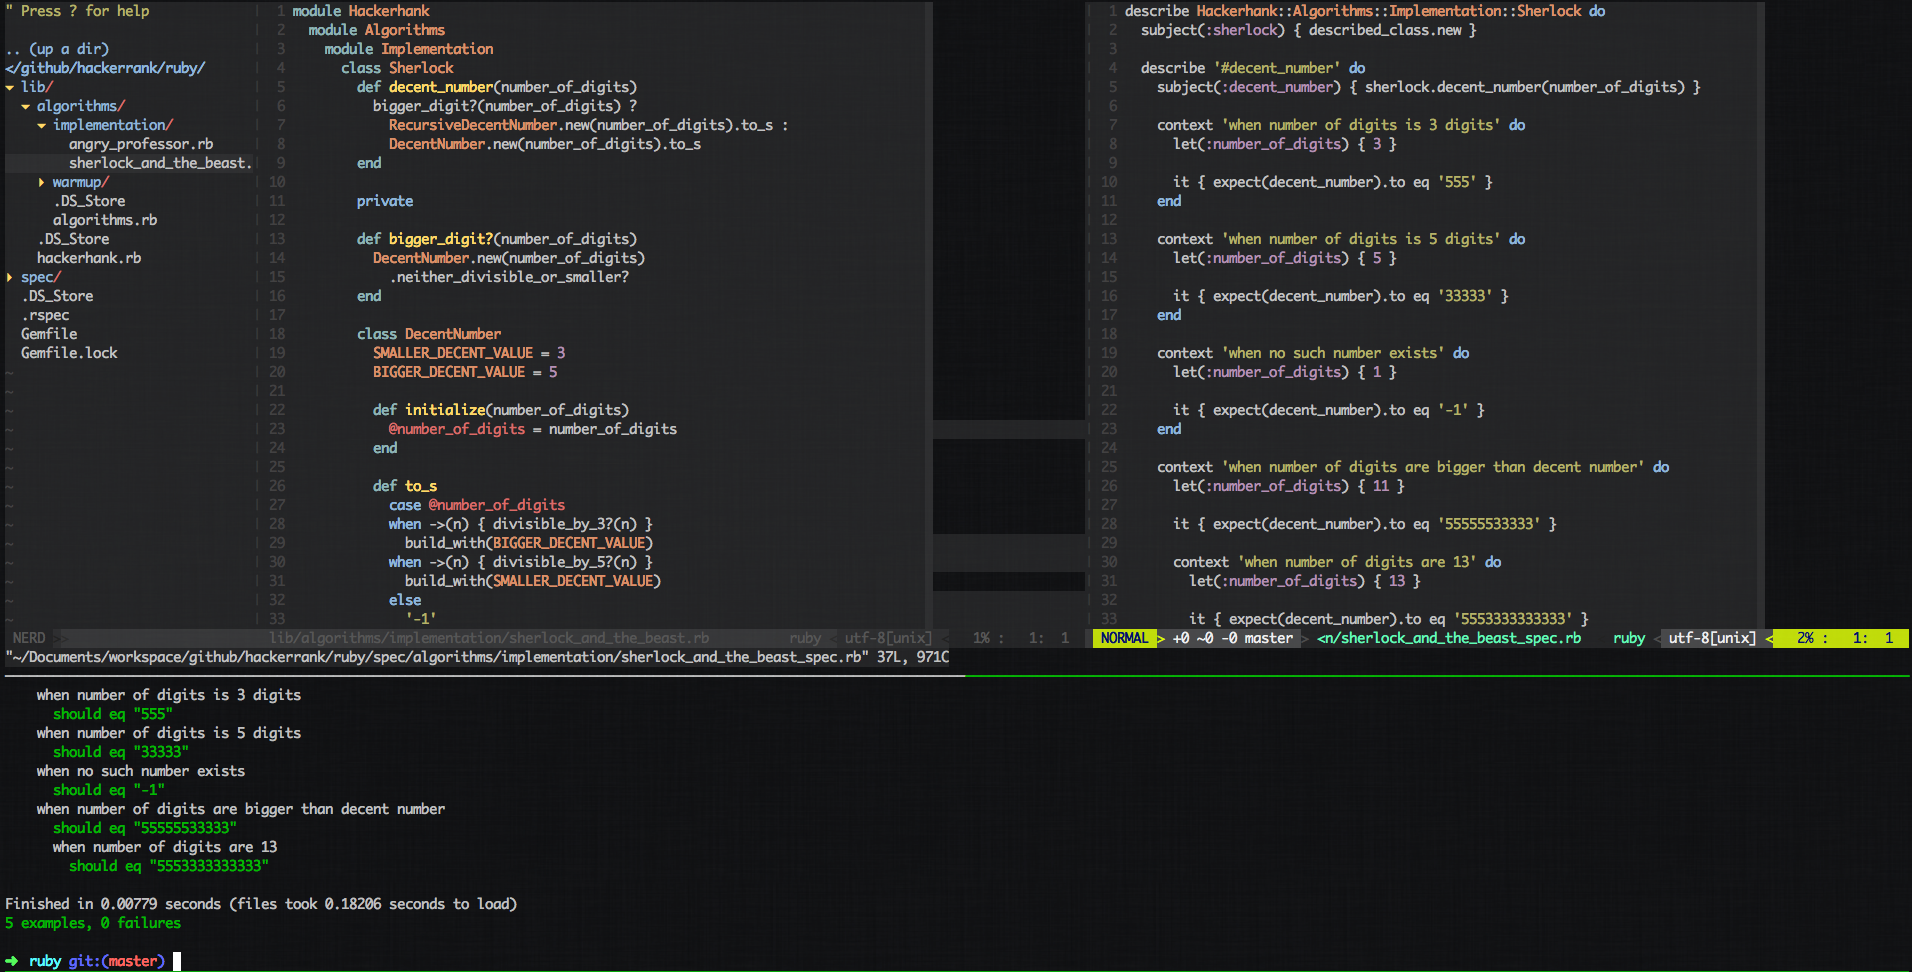 " Press ? for help
.. (up a dir)
</github/hackerrank/ruby/
▾ lib/
▾ algorithms/
▾ implementation/
angry_professor.rb
sherlock_and_the_beast.
▸ warmup/
.DS_Store
algorithms.rb
.DS_Store
hackerhank.rb
▸ spec/
.DS_Store
.rspec
Gemfile
Gemfile.lock
~
~
~
~
~
~
~
~
~
~
~
~
~
~
1 module Hackerhank
2 module Algorithms
3 module Implementation
4 class Sherlock
5 def decent_number(number_of_digits)
6 bigger_digit?(number_of_digits) ?
7 RecursiveDecentNumber.new(number_of_digits).to_s :
8 DecentNumber.new(number_of_digits).to_s
9 end
10
11 private
12
13 def bigger_digit?(number_of_digits)
14 DecentNumber.new(number_of_digits)
15 .neither_divisible_or_smaller?
16 end
17
18 class DecentNumber
19 SMALLER_DECENT_VALUE = 3
20 BIGGER_DECENT_VALUE = 5
21
22 def initialize(number_of_digits)
23 @number_of_digits = number_of_digits
24 end
25
26 def to_s
27 case @number_of_digits
28 when ->(n) { divisible_by_3?(n) }
29 build_with(BIGGER_DECENT_VALUE)
30 when ->(n) { divisible_by_5?(n) }
31 build_with(SMALLER_DECENT_VALUE)
32 else
33 '-1'
1 describe Hackerhank::Algorithms::Implementation::Sherlock do
2 subject(:sherlock) { described_class.new }
3
4 describe '#decent_number' do
5 subject(:decent_number) { sherlock.decent_number(number_of_digits) }
6
7 context 'when number of digits is 3 digits' do
8 let(:number_of_digits) { 3 }
9
10 it { expect(decent_number).to eq '555' }
11 end
12
13 context 'when number of digits is 5 digits' do
14 let(:number_of_digits) { 5 }
15
16 it { expect(decent_number).to eq '33333' }
17 end
18
19 context 'when no such number exists' do
20 let(:number_of_digits) { 1 }
21
22 it { expect(decent_number).to eq '-1' }
23 end
24
25 context 'when number of digits are bigger than decent number' do
26 let(:number_of_digits) { 11 }
27
28 it { expect(decent_number).to eq '55555533333' }
29
30 context 'when number of digits are 13' do
31 let(:number_of_digits) { 13 }
32
33 it { expect(decent_number).to eq '5553333333333' }
NERD >> lib/algorithms/implementation/sherlock_and_the_beast.rb ruby < utf-8[unix] < 1% : 1: 1 NORMAL > +0 ~0 -0 master > <n/sherlock_and_the_beast_spec.rb ruby < utf-8[unix] < 2% : 1: 1
"~/Documents/workspace/github/hackerrank/ruby/spec/algorithms/implementation/sherlock_and_the_beast_spec.rb" 37L, 971C
when number of digits is 3 digits
should eq "555"
when number of digits is 5 digits
should eq "33333"
when no such number exists
should eq "-1"
when number of digits are bigger than decent number
should eq "55555533333"
when number of digits are 13
should eq "5553333333333"
Finished in 0.00779 seconds (files took 0.18206 seconds to load)
5 examples, 0 failures
➜ ruby git:(master)